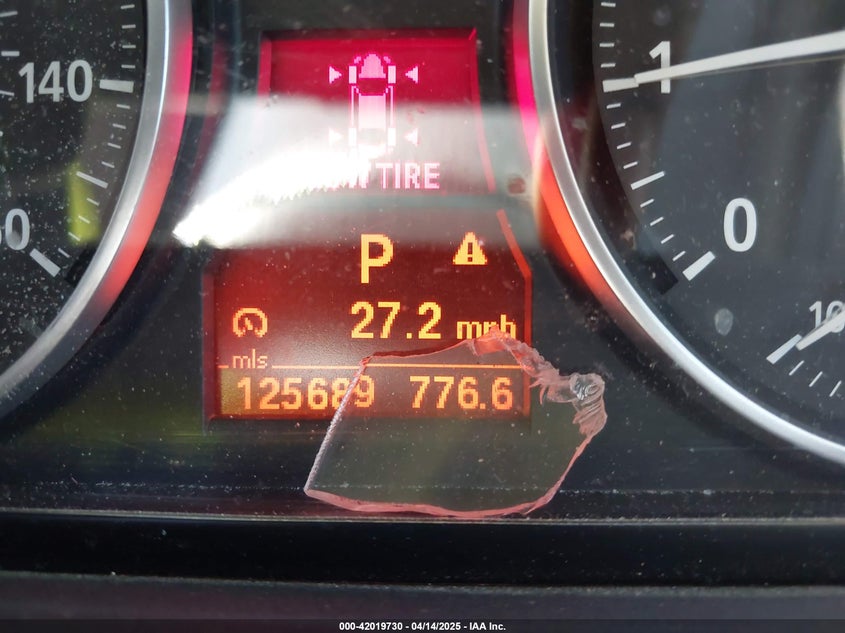 140
TIRE
1
0
P
27.2 mph
mls
125689 776.6
000-42019730 - 04/14/2025 - IAA Inc.